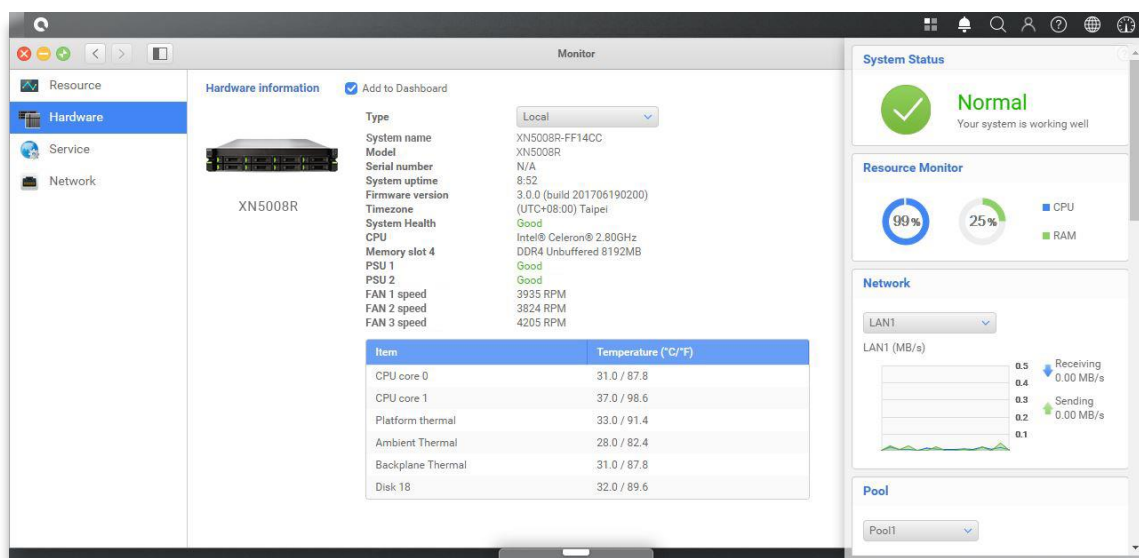 Monitor
Resource
Hardware
Service
Network
Hardware information
Add to Dashboard
XN5008R
Type Local
System name XN5008R-FF14CC
Model XN5008R
Serial number N/A
System uptime 8:52
Firmware version 3.0.0 (build 201706190200)
Timezone (UTC+08:00) Taipei
System Health Good
CPU Intel® Celeron® 2.80GHz
Memory slot 4 DDR4 Unbuffered 8192MB
PSU 1 Good
PSU 2 Good
FAN 1 speed 3935 RPM
FAN 2 speed 3824 RPM
FAN 3 speed 4205 RPM
Item Temperature (°C/°F)
CPU core 0 31.0 / 87.8
CPU core 1 37.0 / 98.6
Platform thermal 33.0 / 91.4
Ambient Thermal 28.0 / 82.4
Backplane Thermal 31.0 / 87.8
Disk 18 32.0 / 89.6
System Status
Normal
Your system is working well
Resource Monitor
99%
25%
CPU
RAM
Network
LAN1
LAN1 (MB/s)
0.5
0.4
0.3
0.2
0.1
Receiving
0.00 MB/s
Sending
0.00 MB/s
Pool
Pool1